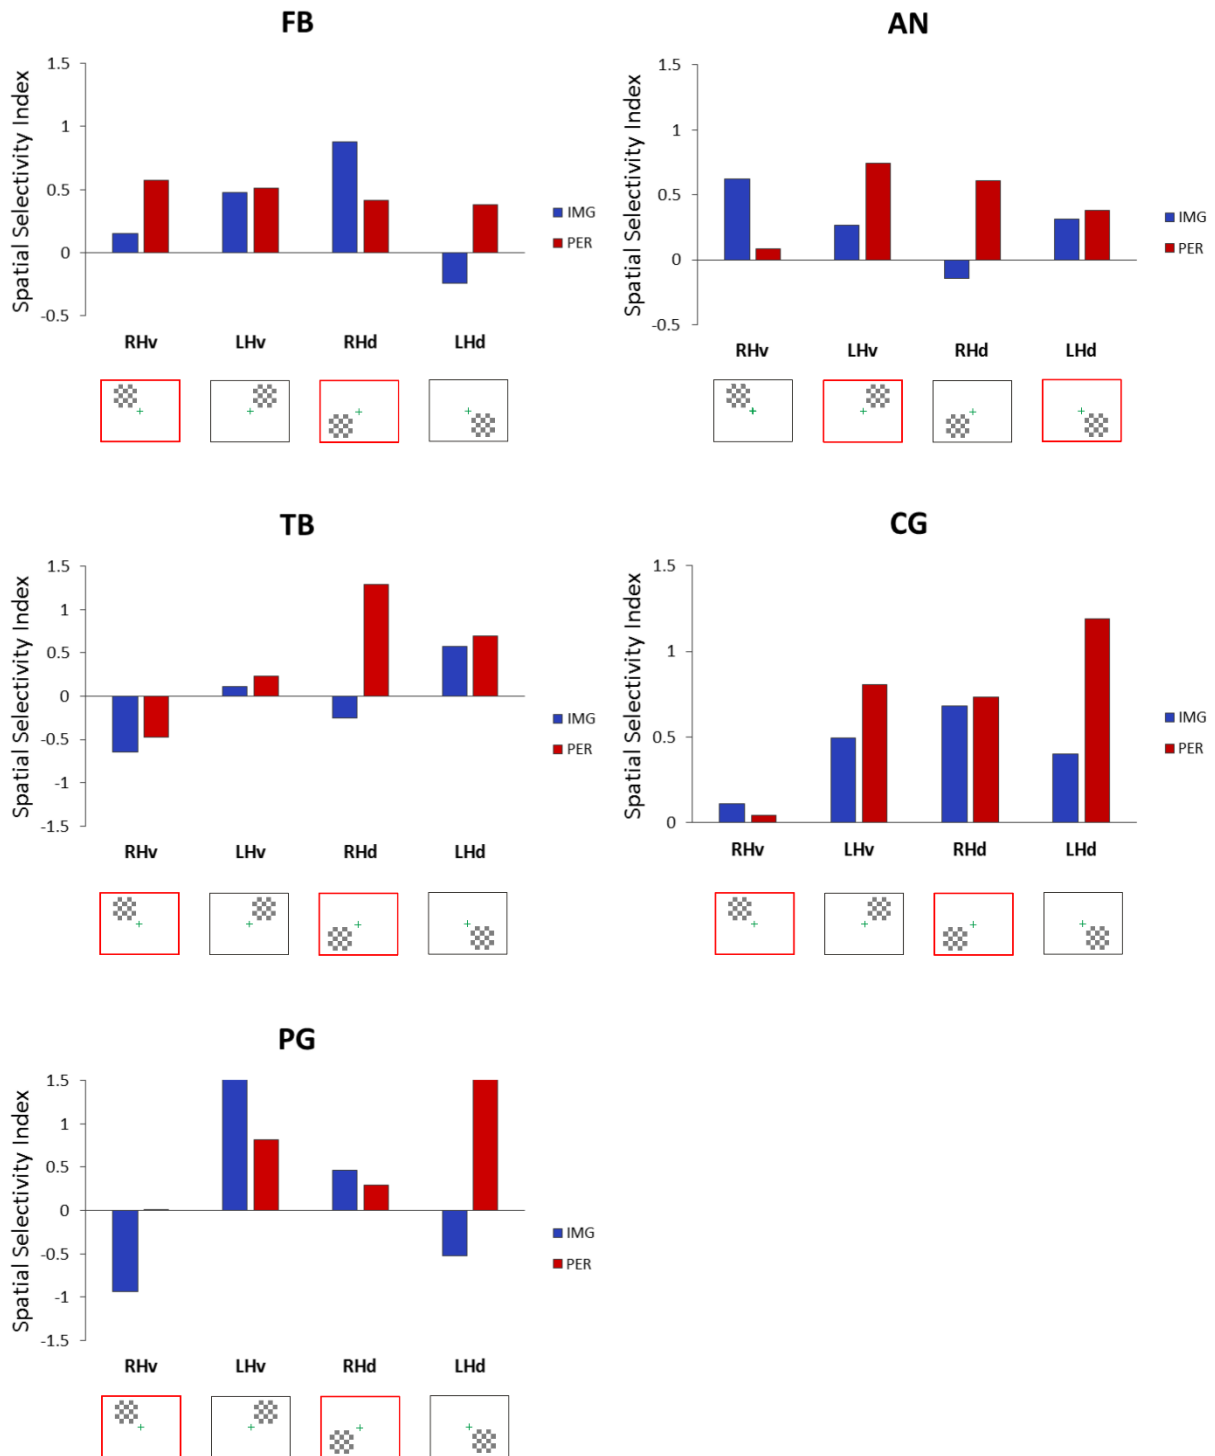 FB
Spatial Selectivity Index
1.5
1
0.5
0
-0.5
IMG
PER
RHv LHv RHd LHd
AN
Spatial Selectivity Index
1.5
1
0.5
0
-0.5
IMG
PER
RHv LHv RHd LHd
TB
Spatial Selectivity Index
1.5
1
0.5
0
-0.5
-1
-1.5
IMG
PER
RHv LHv RHd LHd
CG
Spatial Selectivity Index
1.5
1
0.5
0
IMG
PER
RHv LHv RHd LHd
PG
Spatial Selectivity Index
1.5
1
0.5
0
-0.5
-1
-1.5
IMG
PER
RHv LHv RHd LHd